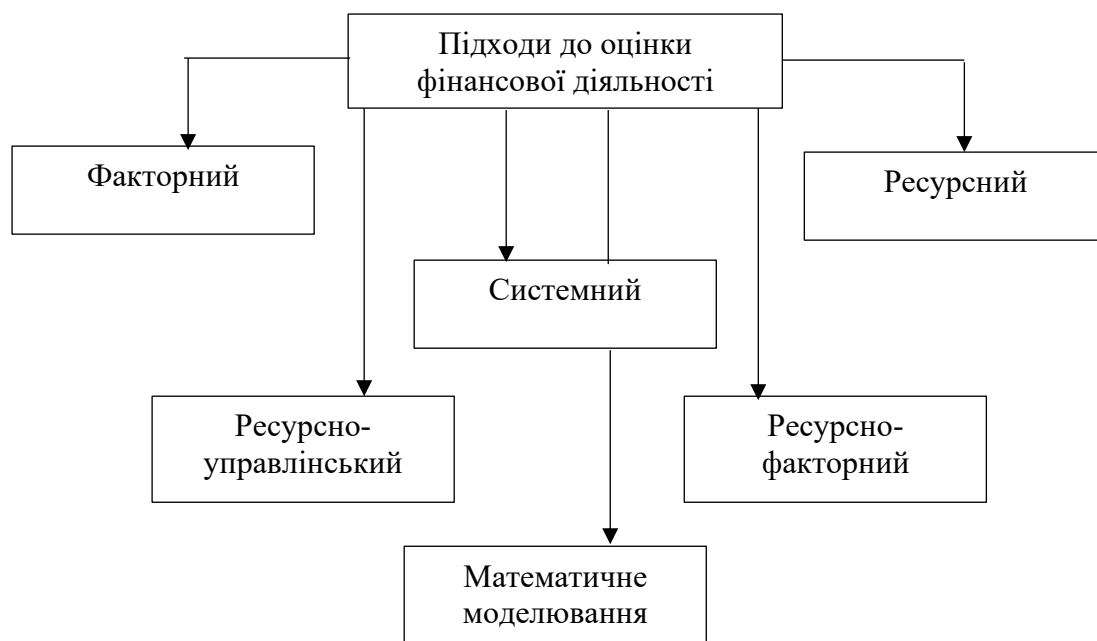 Підходи до оцінки
фінансової діяльності
Факторний
Ресурсний
Системний
Ресурсно-
управлінський
Ресурсно-
факторний
Математичне
моделювання